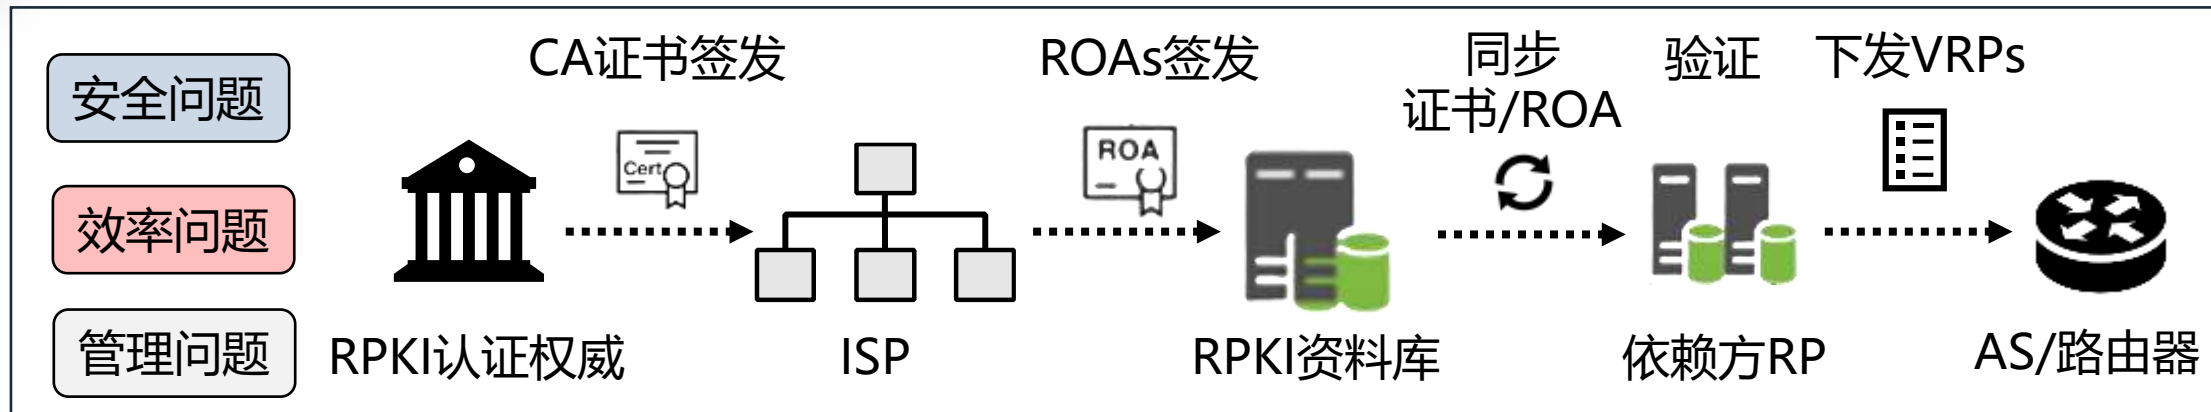 安全问题
效率问题
管理问题
CA证书签发
ROAs签发
同步
证书/ROA
验证
下发VRPs
Cert
ROA
RPKI认证权威
ISP
RPKI资料库
依赖方RP
AS/路由器